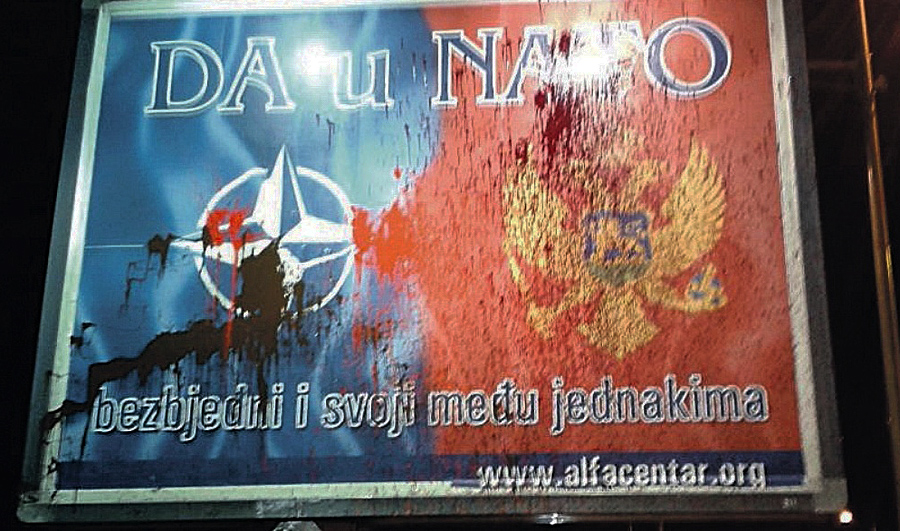 DA u NATO
bezbjedni i svoji među jednakima
www.alfacentar.org